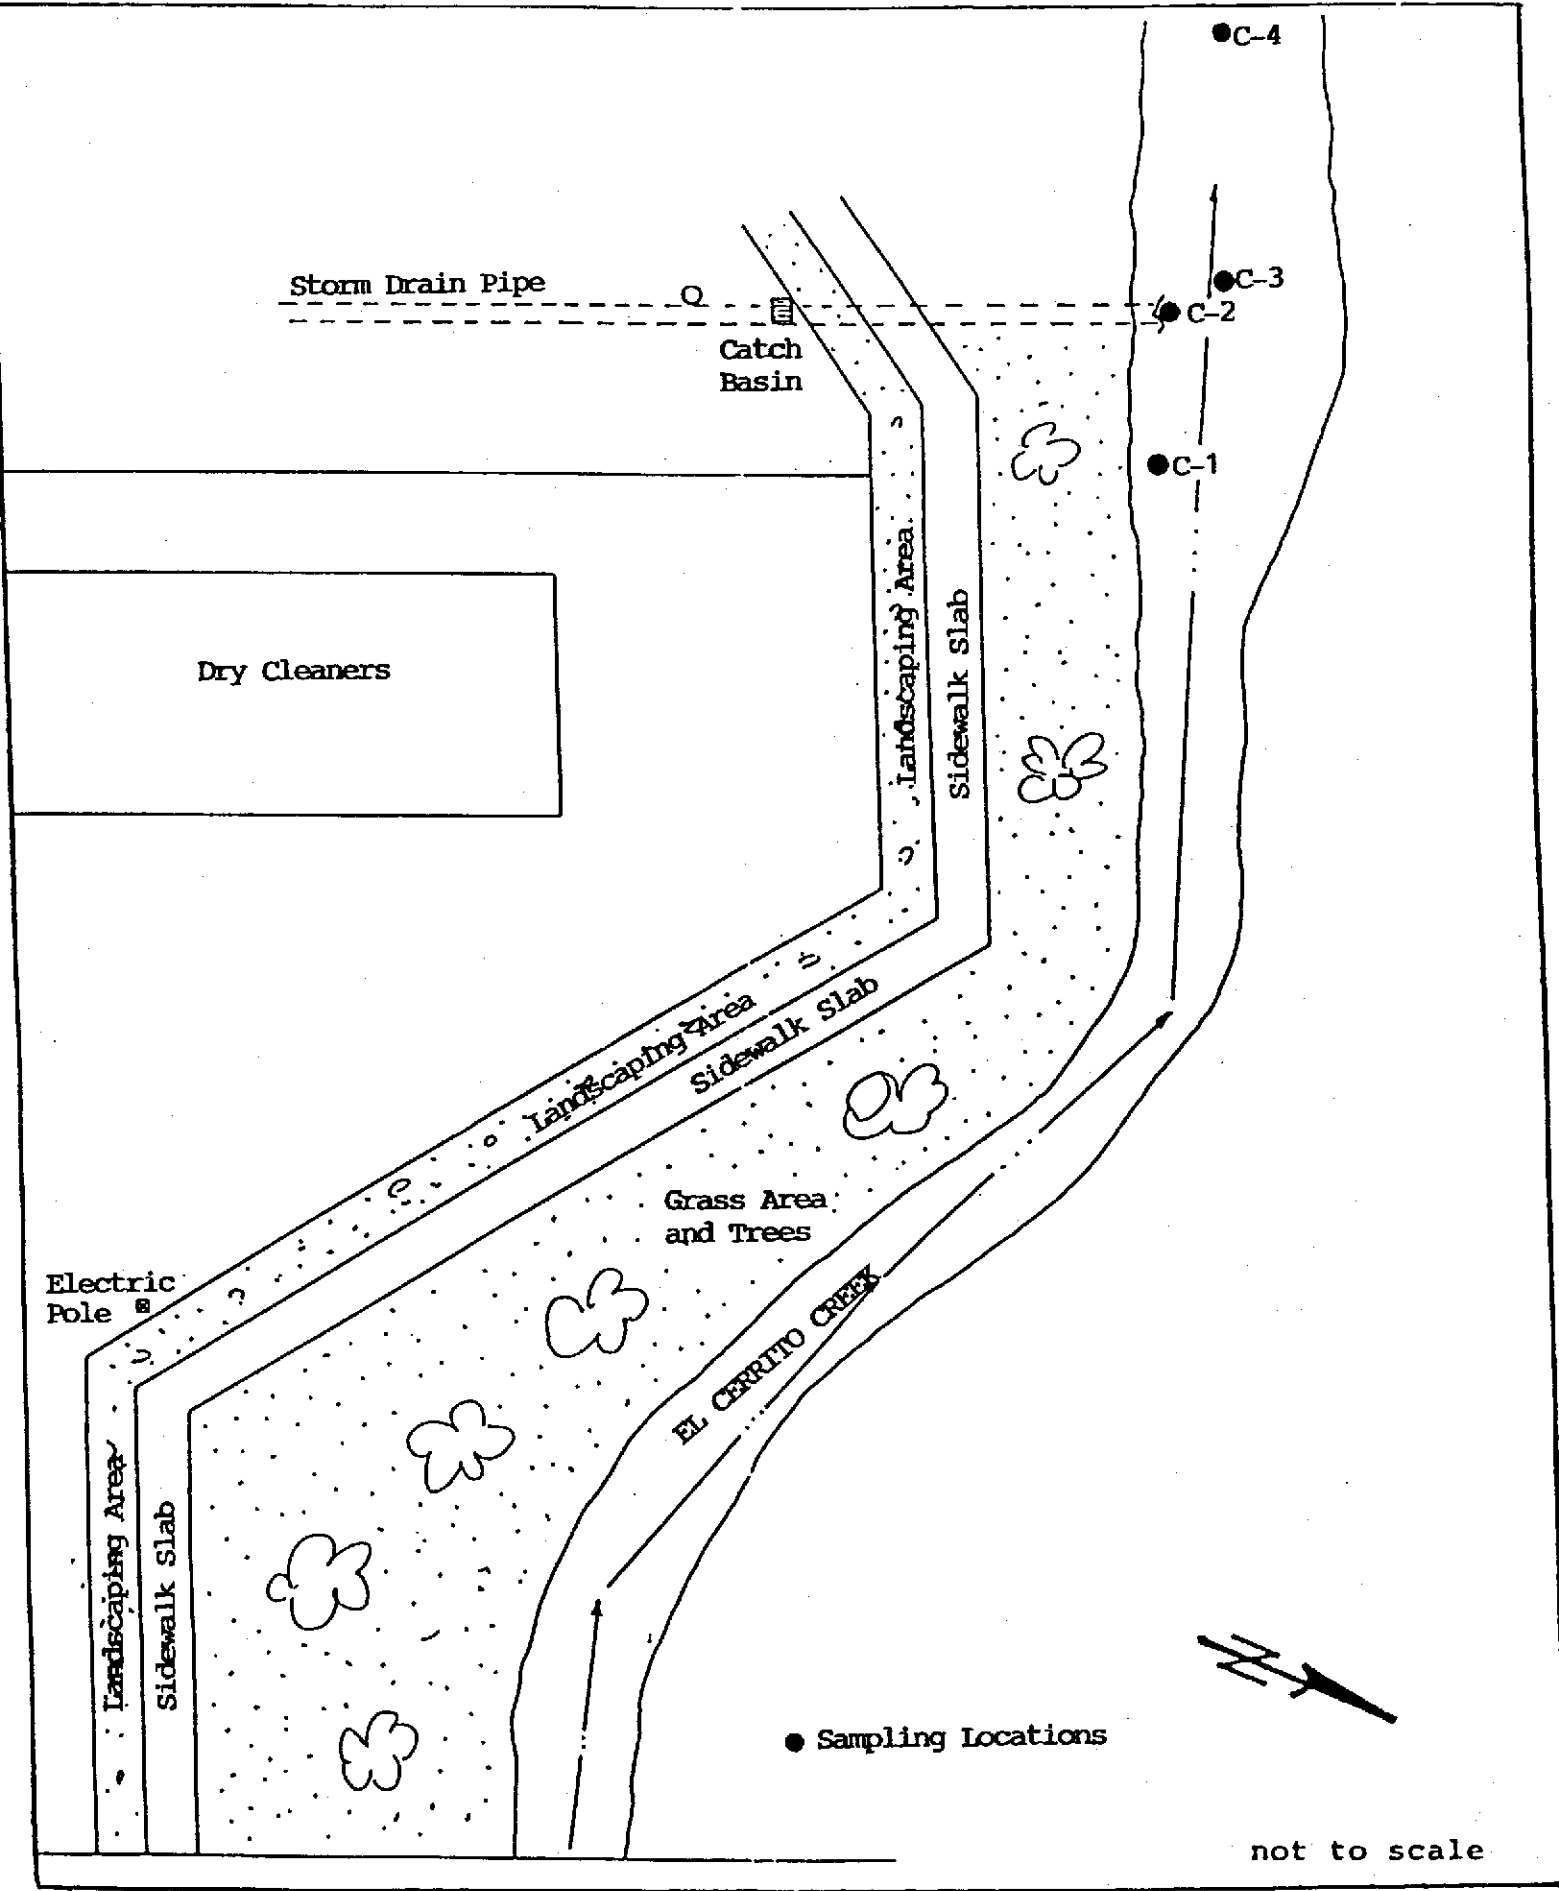 C-4
Storm Drain Pipe
C-3
C-2
Catch
Basin
C-1
Landscaping Area
Sidewalk Slab
Dry Cleaners
Landscaping Area
Sidewalk Slab
Grass Area
and Trees
Electric
Pole
EL CERRITO CREEK
Landscaping Area
Sidewalk Slab
N
Sampling Locations
not to scale